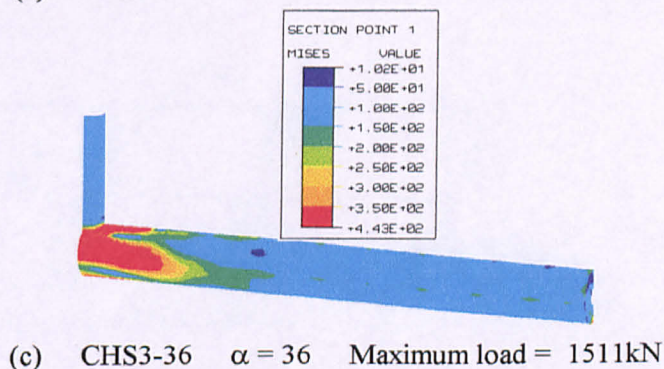 SECTION POINT 1
MISES VALUE
+1.02E+01
+5.00E+01
+1.00E+02
+1.50E+02
+2.00E+02
+2.50E+02
+3.00E+02
+3.50E+02
+4.43E+02
(c) CHS3-36 α = 36 Maximum load = 1511kN